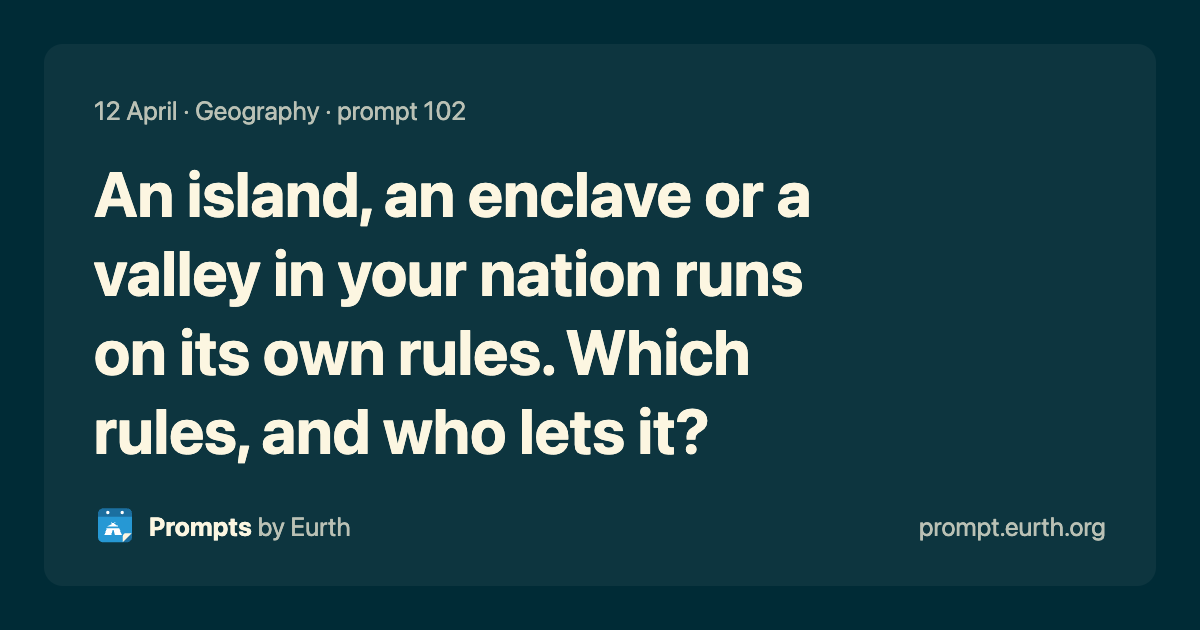 12 April · Geography · prompt 102
An island, an enclave or a
valley in your nation runs
on its own rules. Which
rules, and who lets it?
Prompts by Eurth
prompt.eurth.org